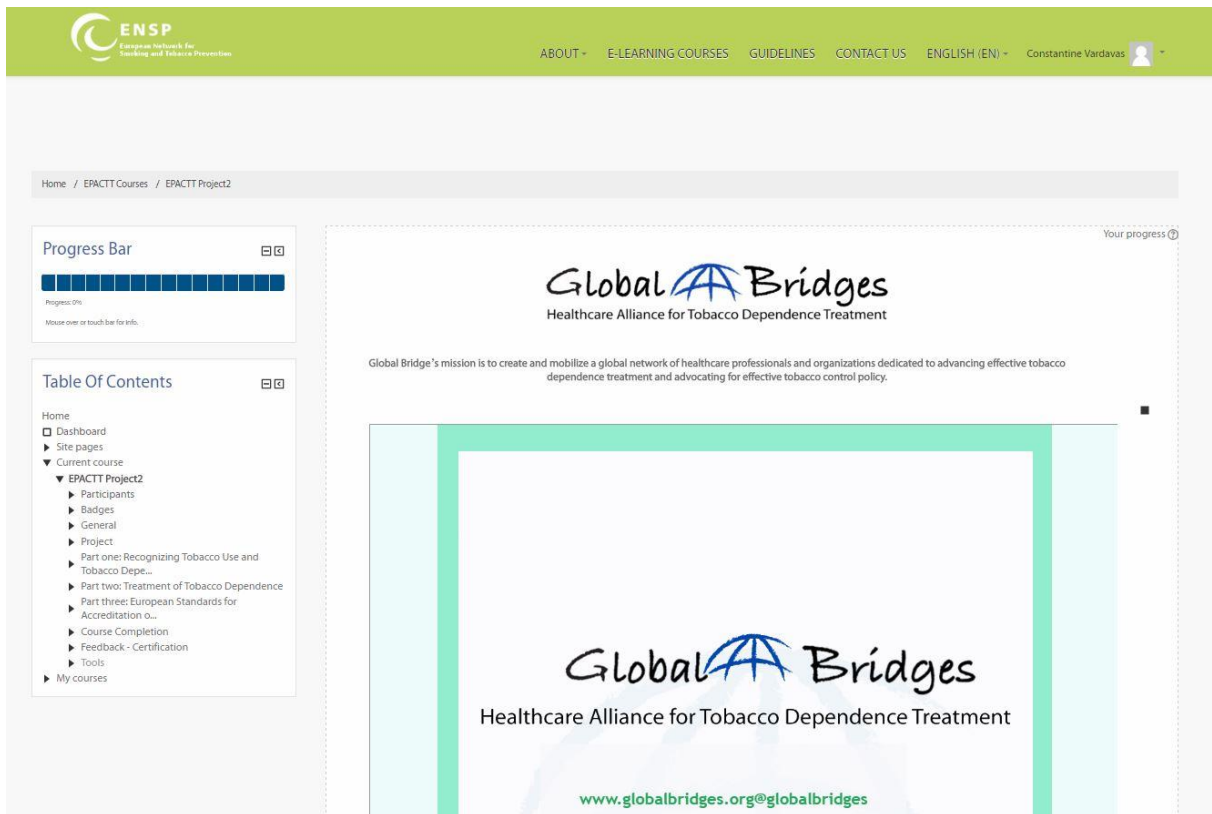 ENSP
European Network for
Smoking and Tobacco Prevention
ABOUT
E-LEARNING COURSES
GUIDELINES
CONTACT US
ENGLISH (EN)
Constantine Vardavas
Home / EPACTT Courses / EPACTT Project2
Progress Bar
Progress: 0%
Mouse over or touch bar for info.
Table Of Contents
Home
Dashboard
Site pages
Current course
EPACTT Project2
Participants
Badges
General
Project
Part one: Recognizing Tobacco Use and
Tobacco Depe...
Part two: Treatment of Tobacco Dependence
Part three: European Standards for
Accreditation o...
Course Completion
Feedback - Certification
Tools
My courses
Your progress
Global Bridges
Healthcare Alliance for Tobacco Dependence Treatment
Global Bridge's mission is to create and mobilize a global network of healthcare professionals and organizations dedicated to advancing effective tobacco
dependence treatment and advocating for effective tobacco control policy.
Global Bridges
Healthcare Alliance for Tobacco Dependence Treatment
www.globalbridges.org@globalbridges